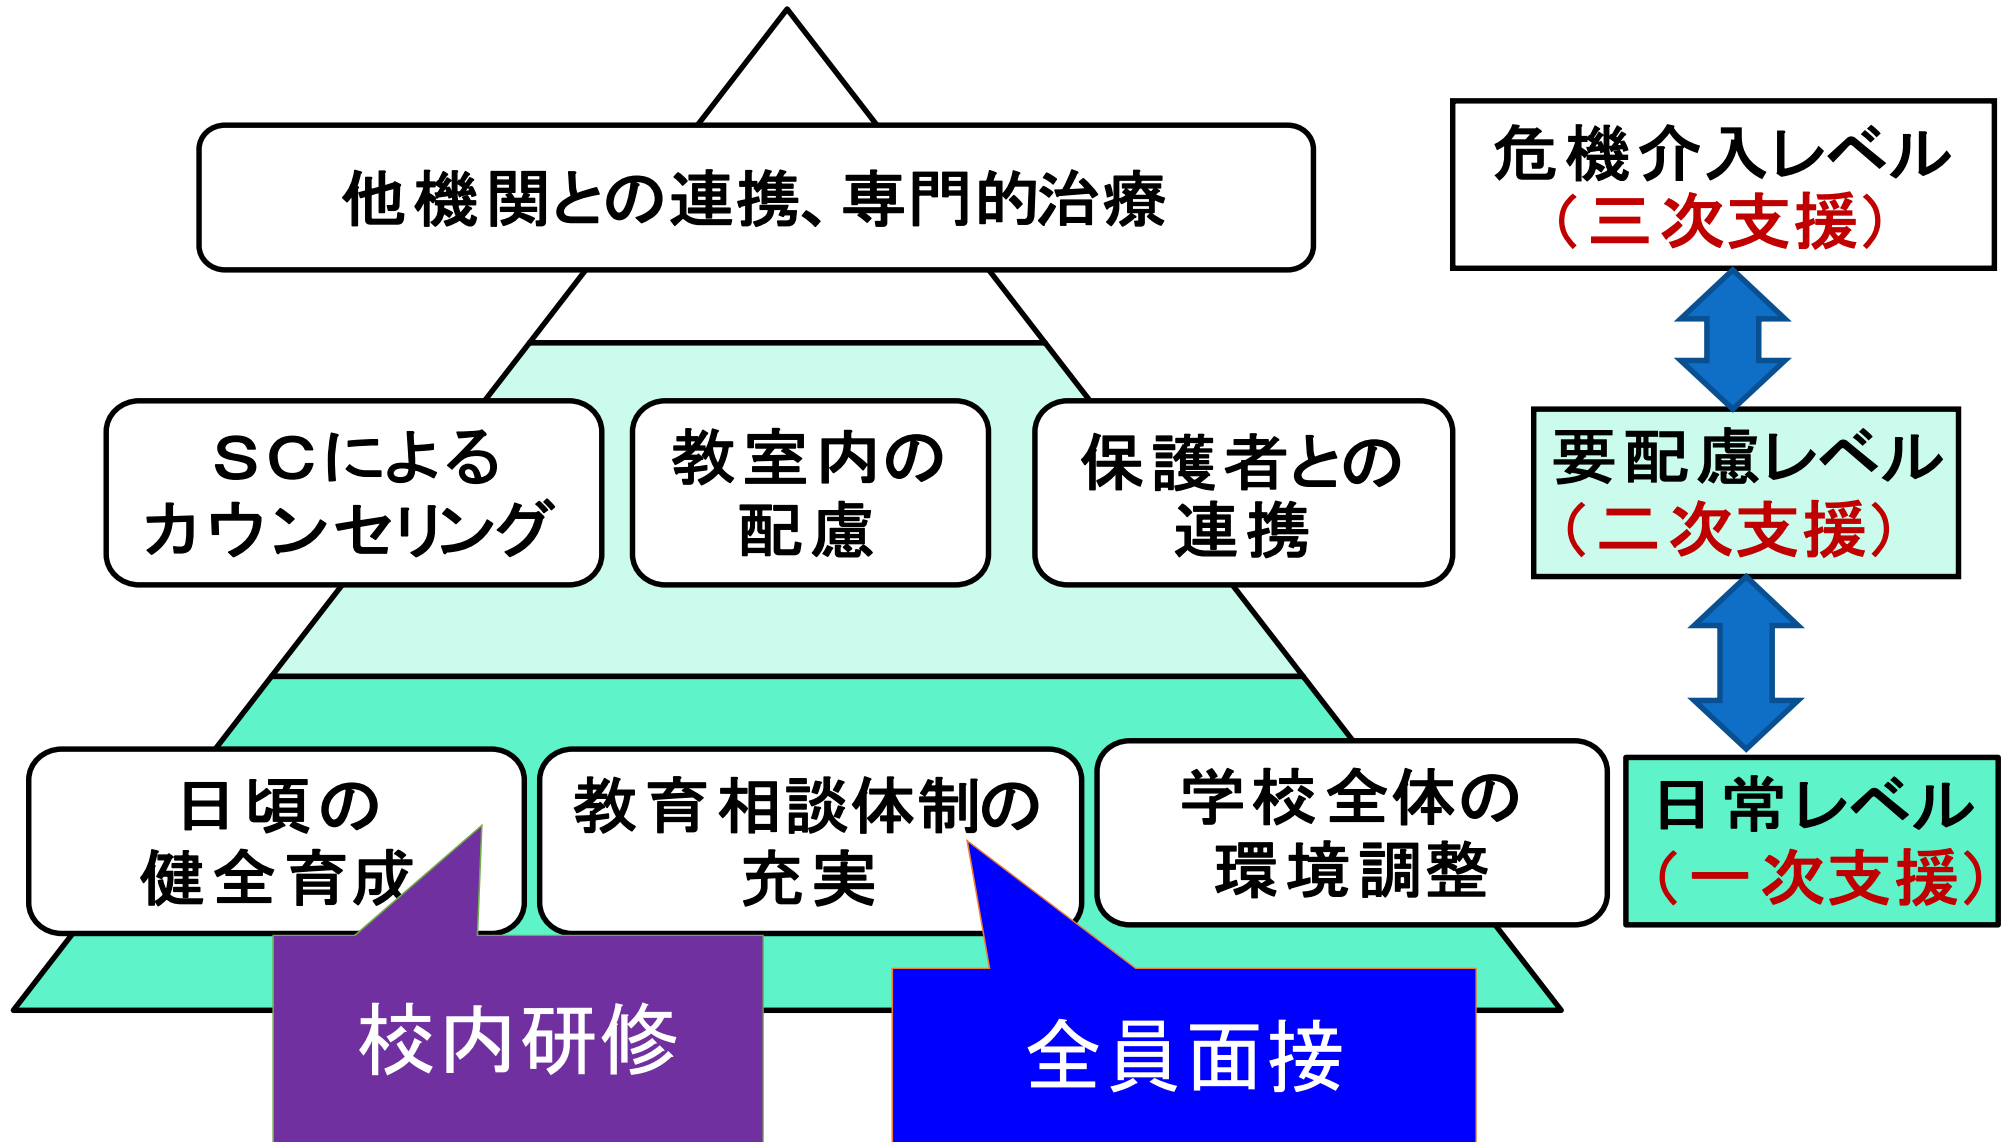 他機関との連携、専門的治療
危機介入レベル
（三次支援）
ＳＣによる
カウンセリング
教室内の
配慮
保護者との
連携
要配慮レベル
（二次支援）
日頃の
健全育成
教育相談体制の
充実
学校全体の
環境調整
日常レベル
（一次支援）
校内研修
全員面接